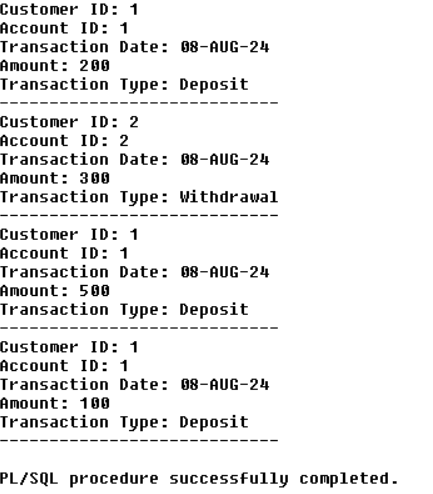 Customer ID: 1
Account ID: 1
Transaction Date: 08-AUG-24
Amount: 200
Transaction Type: Deposit
----------------------------
Customer ID: 2
Account ID: 2
Transaction Date: 08-AUG-24
Amount: 300
Transaction Type: Withdrawal
----------------------------
Customer ID: 1
Account ID: 1
Transaction Date: 08-AUG-24
Amount: 500
Transaction Type: Deposit
----------------------------
Customer ID: 1
Account ID: 1
Transaction Date: 08-AUG-24
Amount: 100
Transaction Type: Deposit
----------------------------
PL/SQL procedure successfully completed.